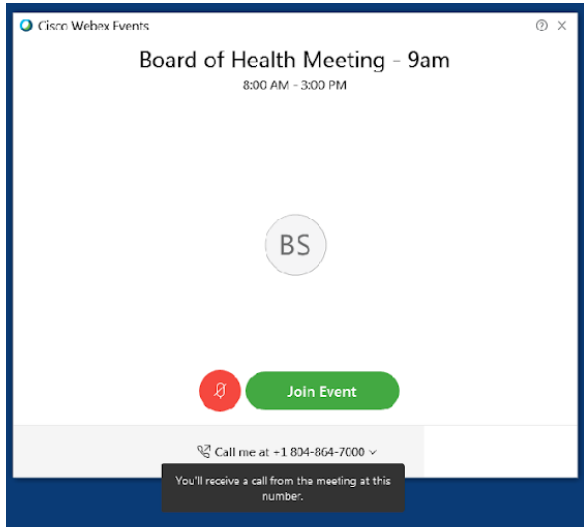 Cisco Webex Events
Board of Health Meeting - 9am
8:00 AM - 3:00 PM
BS
Join Event
Call me at +1 804-864-7000
You'll receive a call from the meeting at this
number.